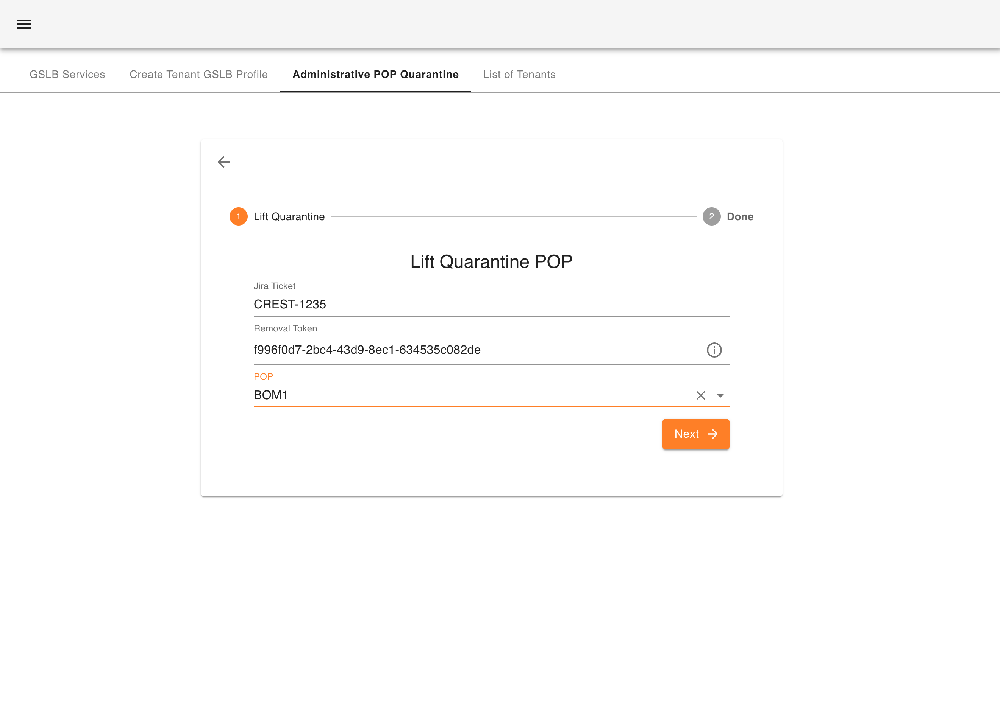 GSLB Services Create Tenant GSLB Profile Administrative POP Quarantine List of Tenants
1 Lift Quarantine 2 Done
Lift Quarantine POP
Jira Ticket
CREST-1235
Removal Token
f996f0d7-2bc4-43d9-8ec1-634535c082de
POP
BOM1
Next